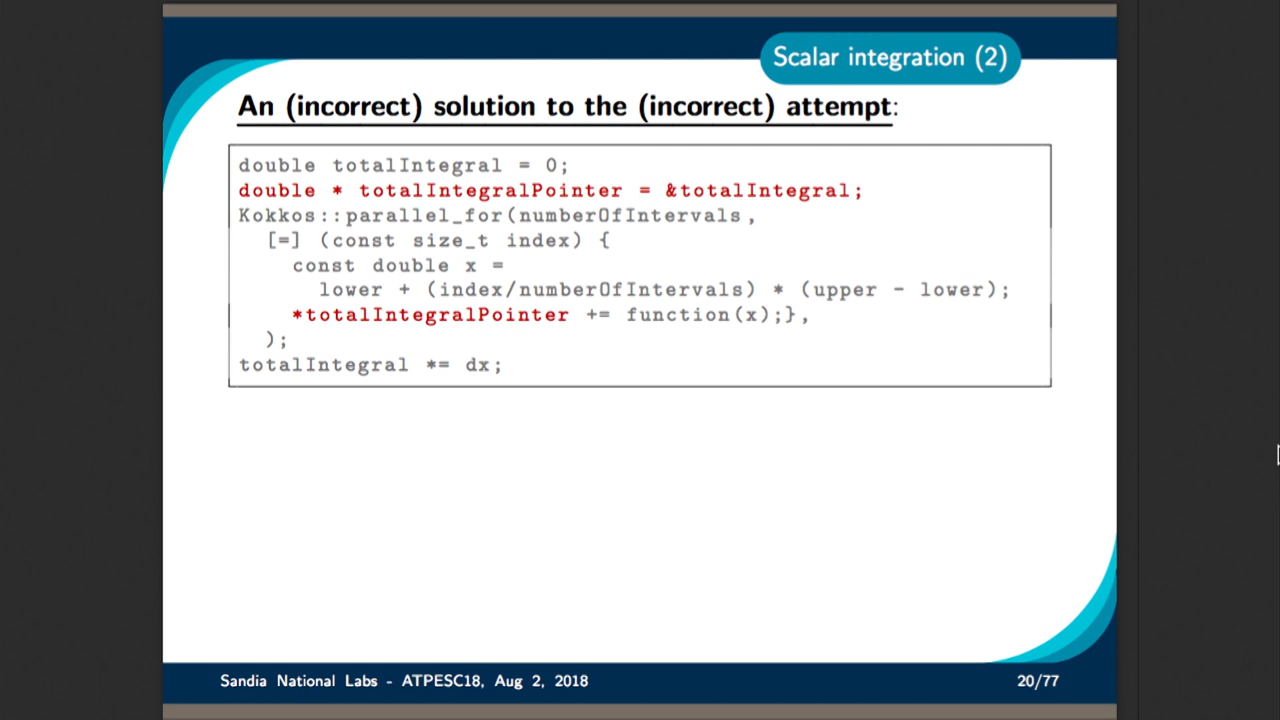 Scalar integration (2)
An (incorrect) solution to the (incorrect) attempt:
double totalIntegral = 0;
double * totalIntegralPointer = &totalIntegral;
Kokkos::parallel_for(numberOfIntervals,
[=] (const size_t index) {
const double x =
lower + (index/numberOfIntervals) * (upper - lower);
*totalIntegralPointer += function(x);},
);
totalIntegral *= dx;
Sandia National Labs - ATPESC18, Aug 2, 2018
20/77